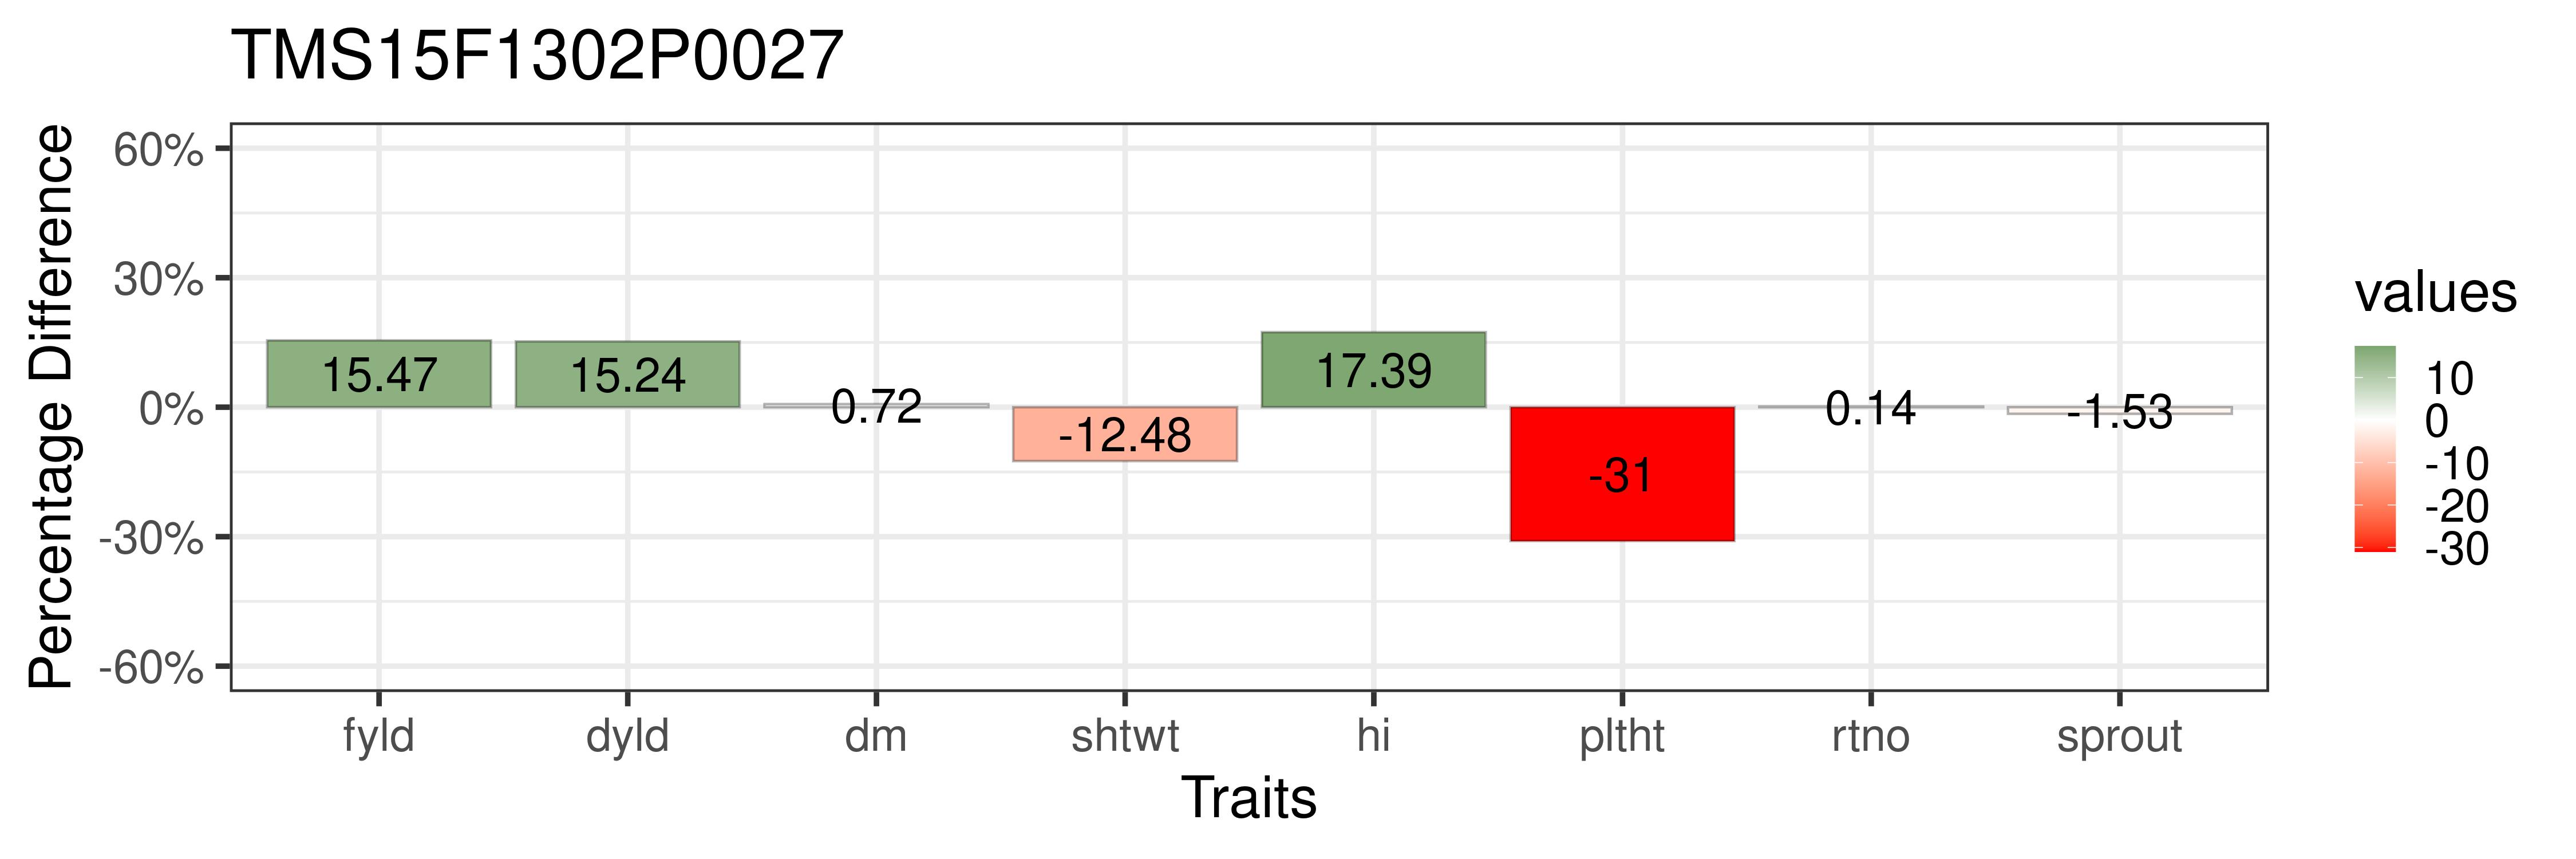 TMS15F1302P0027
Percentage Difference
60%
30%
0%
-30%
-60%
15.47
15.24
0.72
-12.48
17.39
-31
0.14
-1.53
fyld
dyld
dm
shtwt
hi
pltht
rtno
sprout
Traits
values
10
0
-10
-20
-30